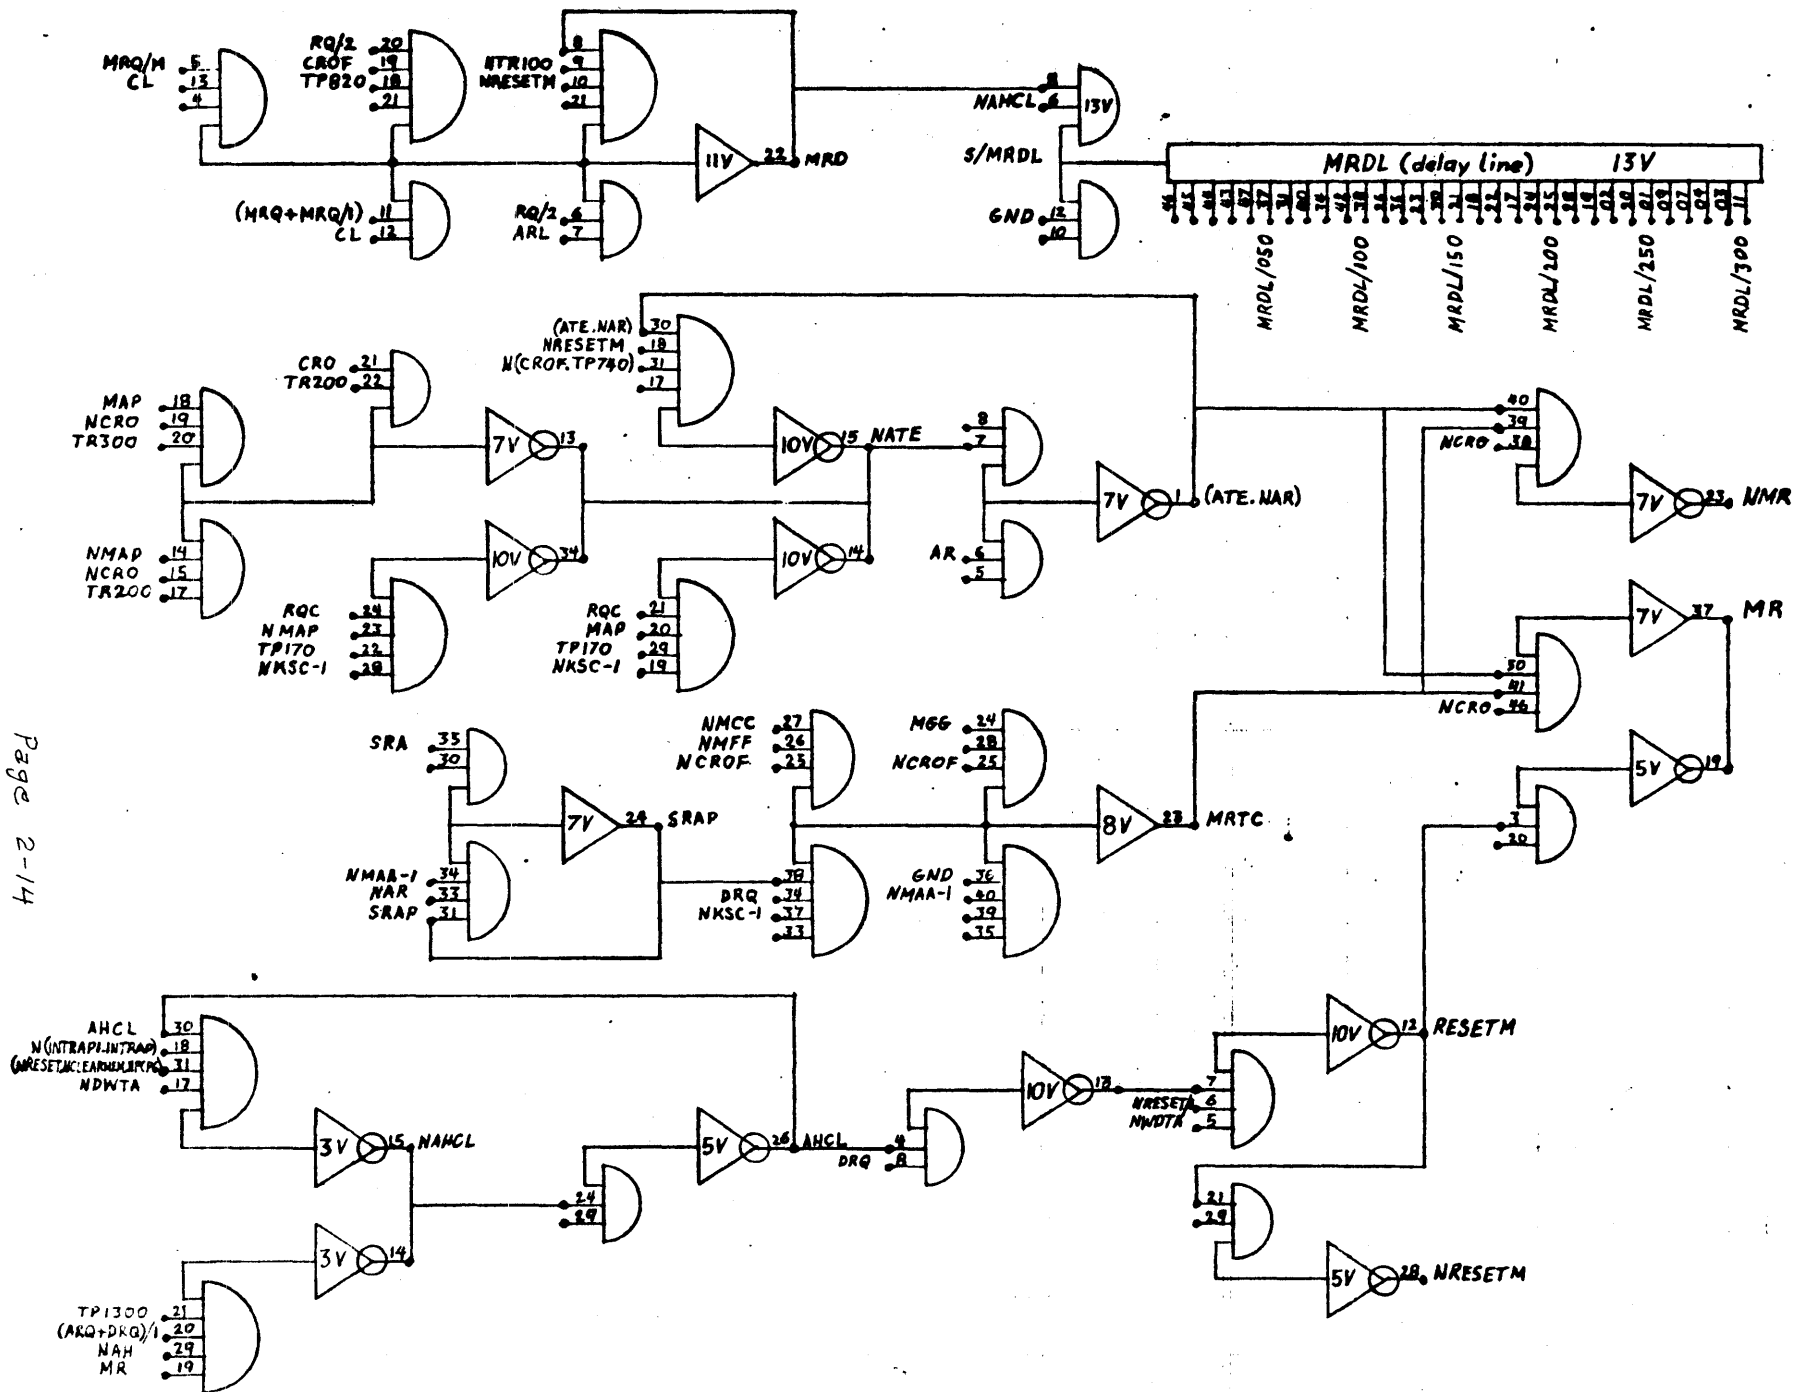 MRQ/M 5
CL 13
4
RQ/2 20
CROF 19
TP820 18
21
8
NTR100 9
NRESETM 10
21
11V 22 MRD
(MRQ+MRQ/1) 11
CL 12
RQ/2 6
ARL 7
8
NAHCL 6
13V
S/MRDL
GND 12
10
MRDL (delay line) 13V
MRDL/050
MRDL/100
MRDL/150
MRDL/200
MRDL/250
MRDL/300
(ATE.NAR) 30
NRESETM 18
N(CROF.TP740) 31
17
CRO 21
TR200 22
MAP 18
NCRO 19
TR300 20
7V 13
10V 15 NATE
8
7
NMAP 14
NCRO 15
TR200 17
10V 34
10V 14
AR 6
5
7V 1 (ATE.NAR)
40
39
NCRO 38
7V 23 NMR
RQC 24
NMAP 23
TP170 22
NKSC-1 28
RQC 21
MAP 20
TP170 29
NKSC-1 19
7V 37 MR
30
41
NCRO 46
SRA 35
30
7V 24 SRAP
NMAA-1 34
NAR 33
SRAP 31
NMCC 27
NMFF 26
NCROF 25
38
DRQ 34
NKSC-1 37
33
MGG 24
28
NCROF 25
GND 36
NMAA-1 40
39
35
8V 23 MRTC
5V 19
3
20
Page 2-14
AHCL 30
N(INTRAP1.INTRAP) 18
31
NDWTA 17
3V 15 NAHCL
3V 14
24
29
5V 26 AHCL
4
DRQ 8
10V 13
7
6
NWDTA 5
10V 12 RESETM
21
29
5V 28 NRESETM
TP1300 21
(ARQ+DRQ)/1 20
NAH 29
MR 19